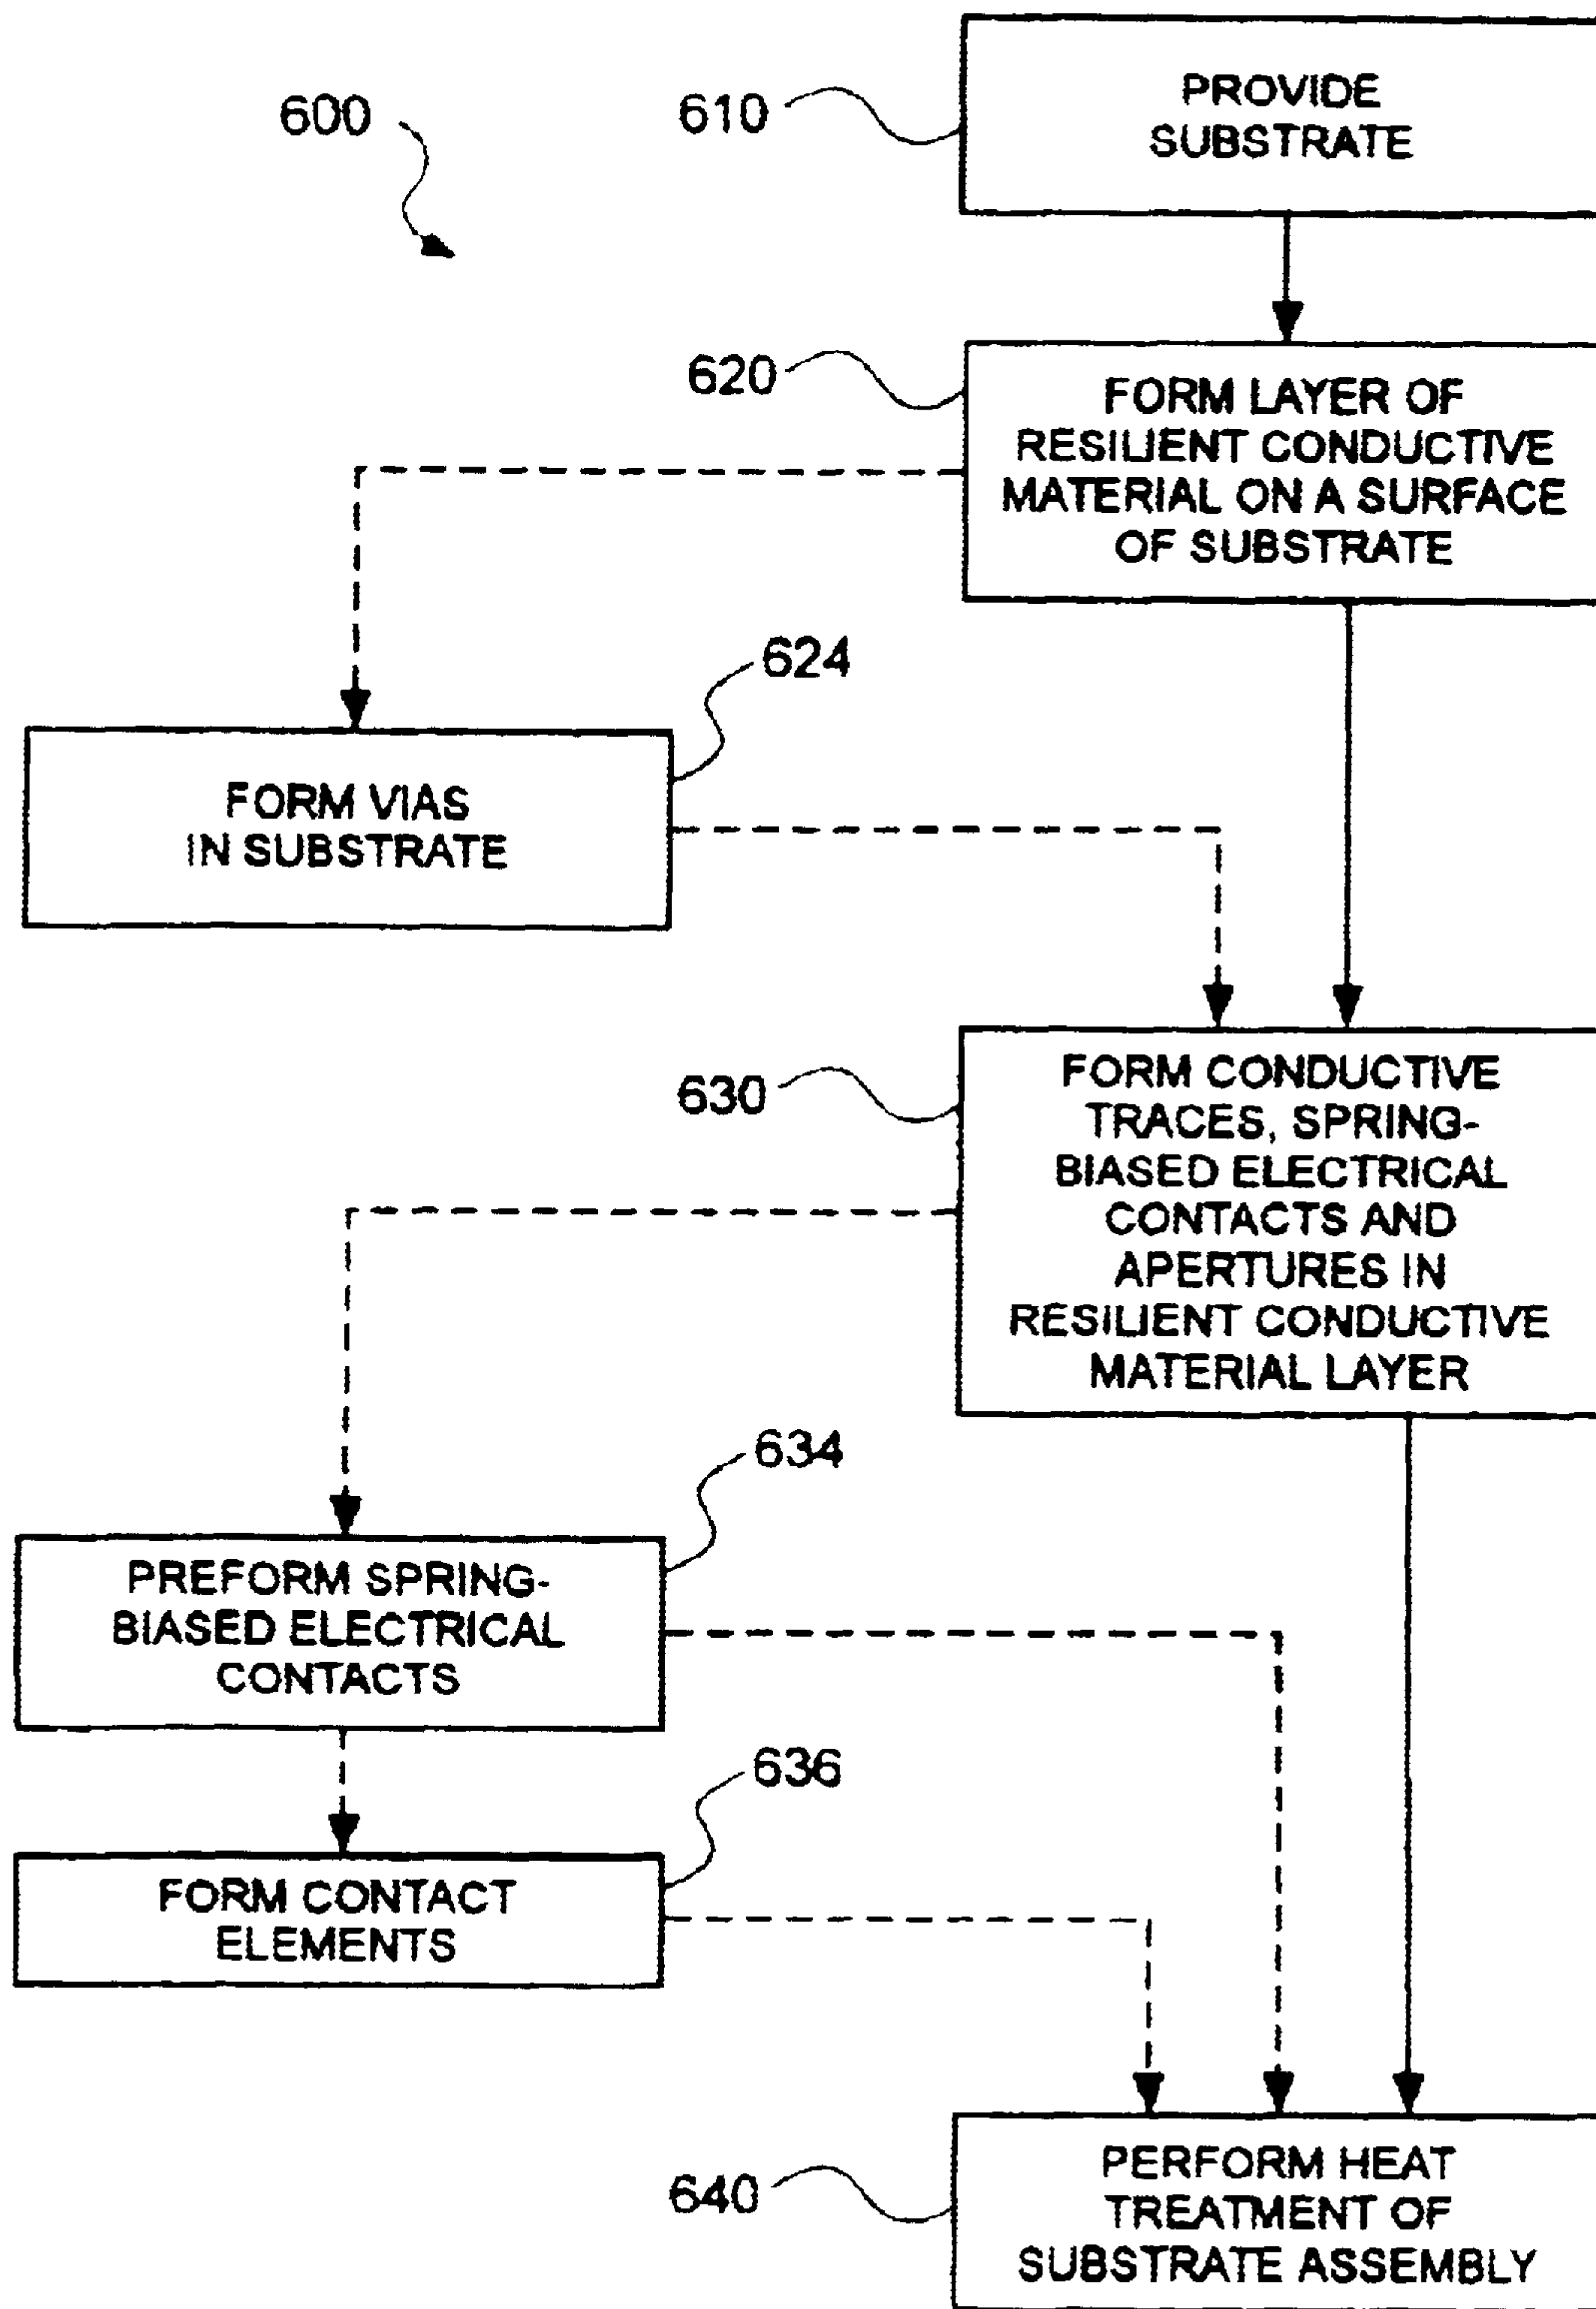 600
610
PROVIDE
SUBSTRATE
620
FORM LAYER OF
RESILIENT CONDUCTIVE
MATERIAL ON A SURFACE
OF SUBSTRATE
624
FORM VIAS
IN SUBSTRATE
630
FORM CONDUCTIVE
TRACES, SPRING-
BIASED ELECTRICAL
CONTACTS AND
APERTURES IN
RESILIENT CONDUCTIVE
MATERIAL LAYER
634
PREFORM SPRING-
BIASED ELECTRICAL
CONTACTS
636
FORM CONTACT
ELEMENTS
640
PERFORM HEAT
TREATMENT OF
SUBSTRATE ASSEMBLY